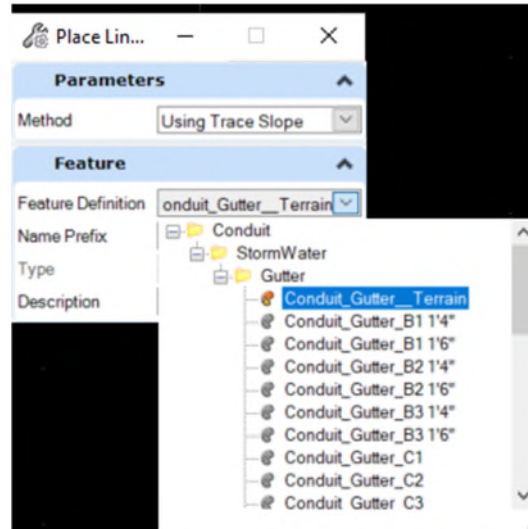 Place Lin...
Parameters
Method Using Trace Slope
Feature
Feature Definition onduit_Gutter__Terrain
Name Prefix
Type
Description
Conduit
StormWater
Gutter
Conduit_Gutter__Terrain
Conduit_Gutter_B1 1'4"
Conduit_Gutter_B1 1'6"
Conduit_Gutter_B2 1'4"
Conduit_Gutter_B2 1'6"
Conduit_Gutter_B3 1'4"
Conduit_Gutter_B3 1'6"
Conduit_Gutter_C1
Conduit_Gutter_C2
Conduit_Gutter_C3